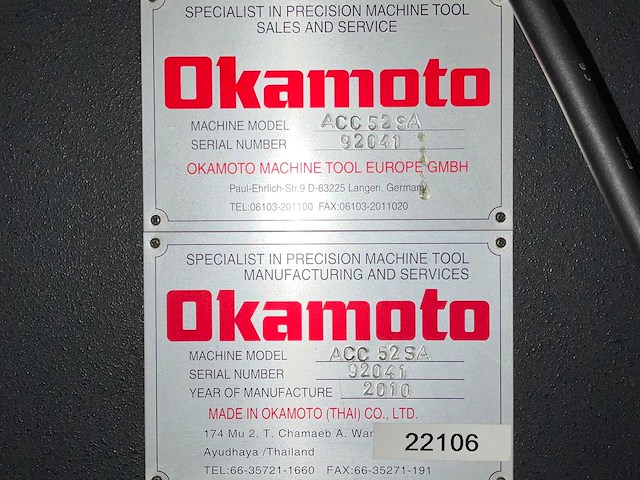 SPECIALIST IN PRECISION MACHINE TOOL
SALES AND SERVICE
Okamoto
MACHINE MODEL ACC 52 SA
SERIAL NUMBER 92041
OKAMOTO MACHINE TOOL EUROPE GMBH
Paul-Ehrlich-Str.9 D-63225 Langen, Germany
TEL:06103-201100 FAX:06103-2011020
SPECIALIST IN PRECISION MACHINE TOOL
MANUFACTURING AND SERVICES
Okamoto
MACHINE MODEL ACC 52 SA
SERIAL NUMBER 92041
YEAR OF MANUFACTURE 2010
MADE IN OKAMOTO (THAI) CO., LTD.
174 Mu 2. T. Chamaeb A.
22106
Ayudhaya /Thailand
TEL:66-35721-1660 FAX:66-35271-191